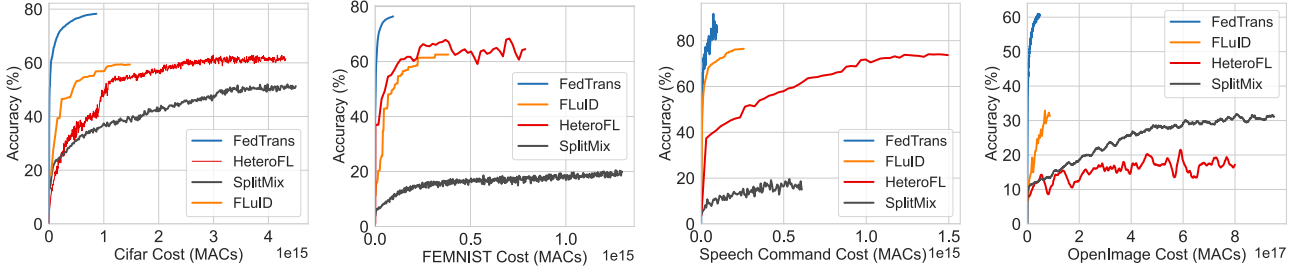 80
60
40
20
0
Accuracy (%)
0 1 2 3 4
1e15
Cifar Cost (MACs)
FedTrans
HeteroFL
SplitMix
FLuID
80
60
40
20
0
Accuracy (%)
0.0 0.5 1.0
1e15
FEMNIST Cost (MACs)
FedTrans
FLuID
HeteroFL
SplitMix
80
60
40
20
0
Accuracy (%)
0.0 0.5 1.0 1.5
1e15
Speech Command Cost (MACs)
FedTrans
FLuID
HeteroFL
SplitMix
60
50
40
30
20
10
0
Accuracy (%)
0 2 4 6 8
1e17
OpenImage Cost (MACs)
FedTrans
FLuID
HeteroFL
SplitMix